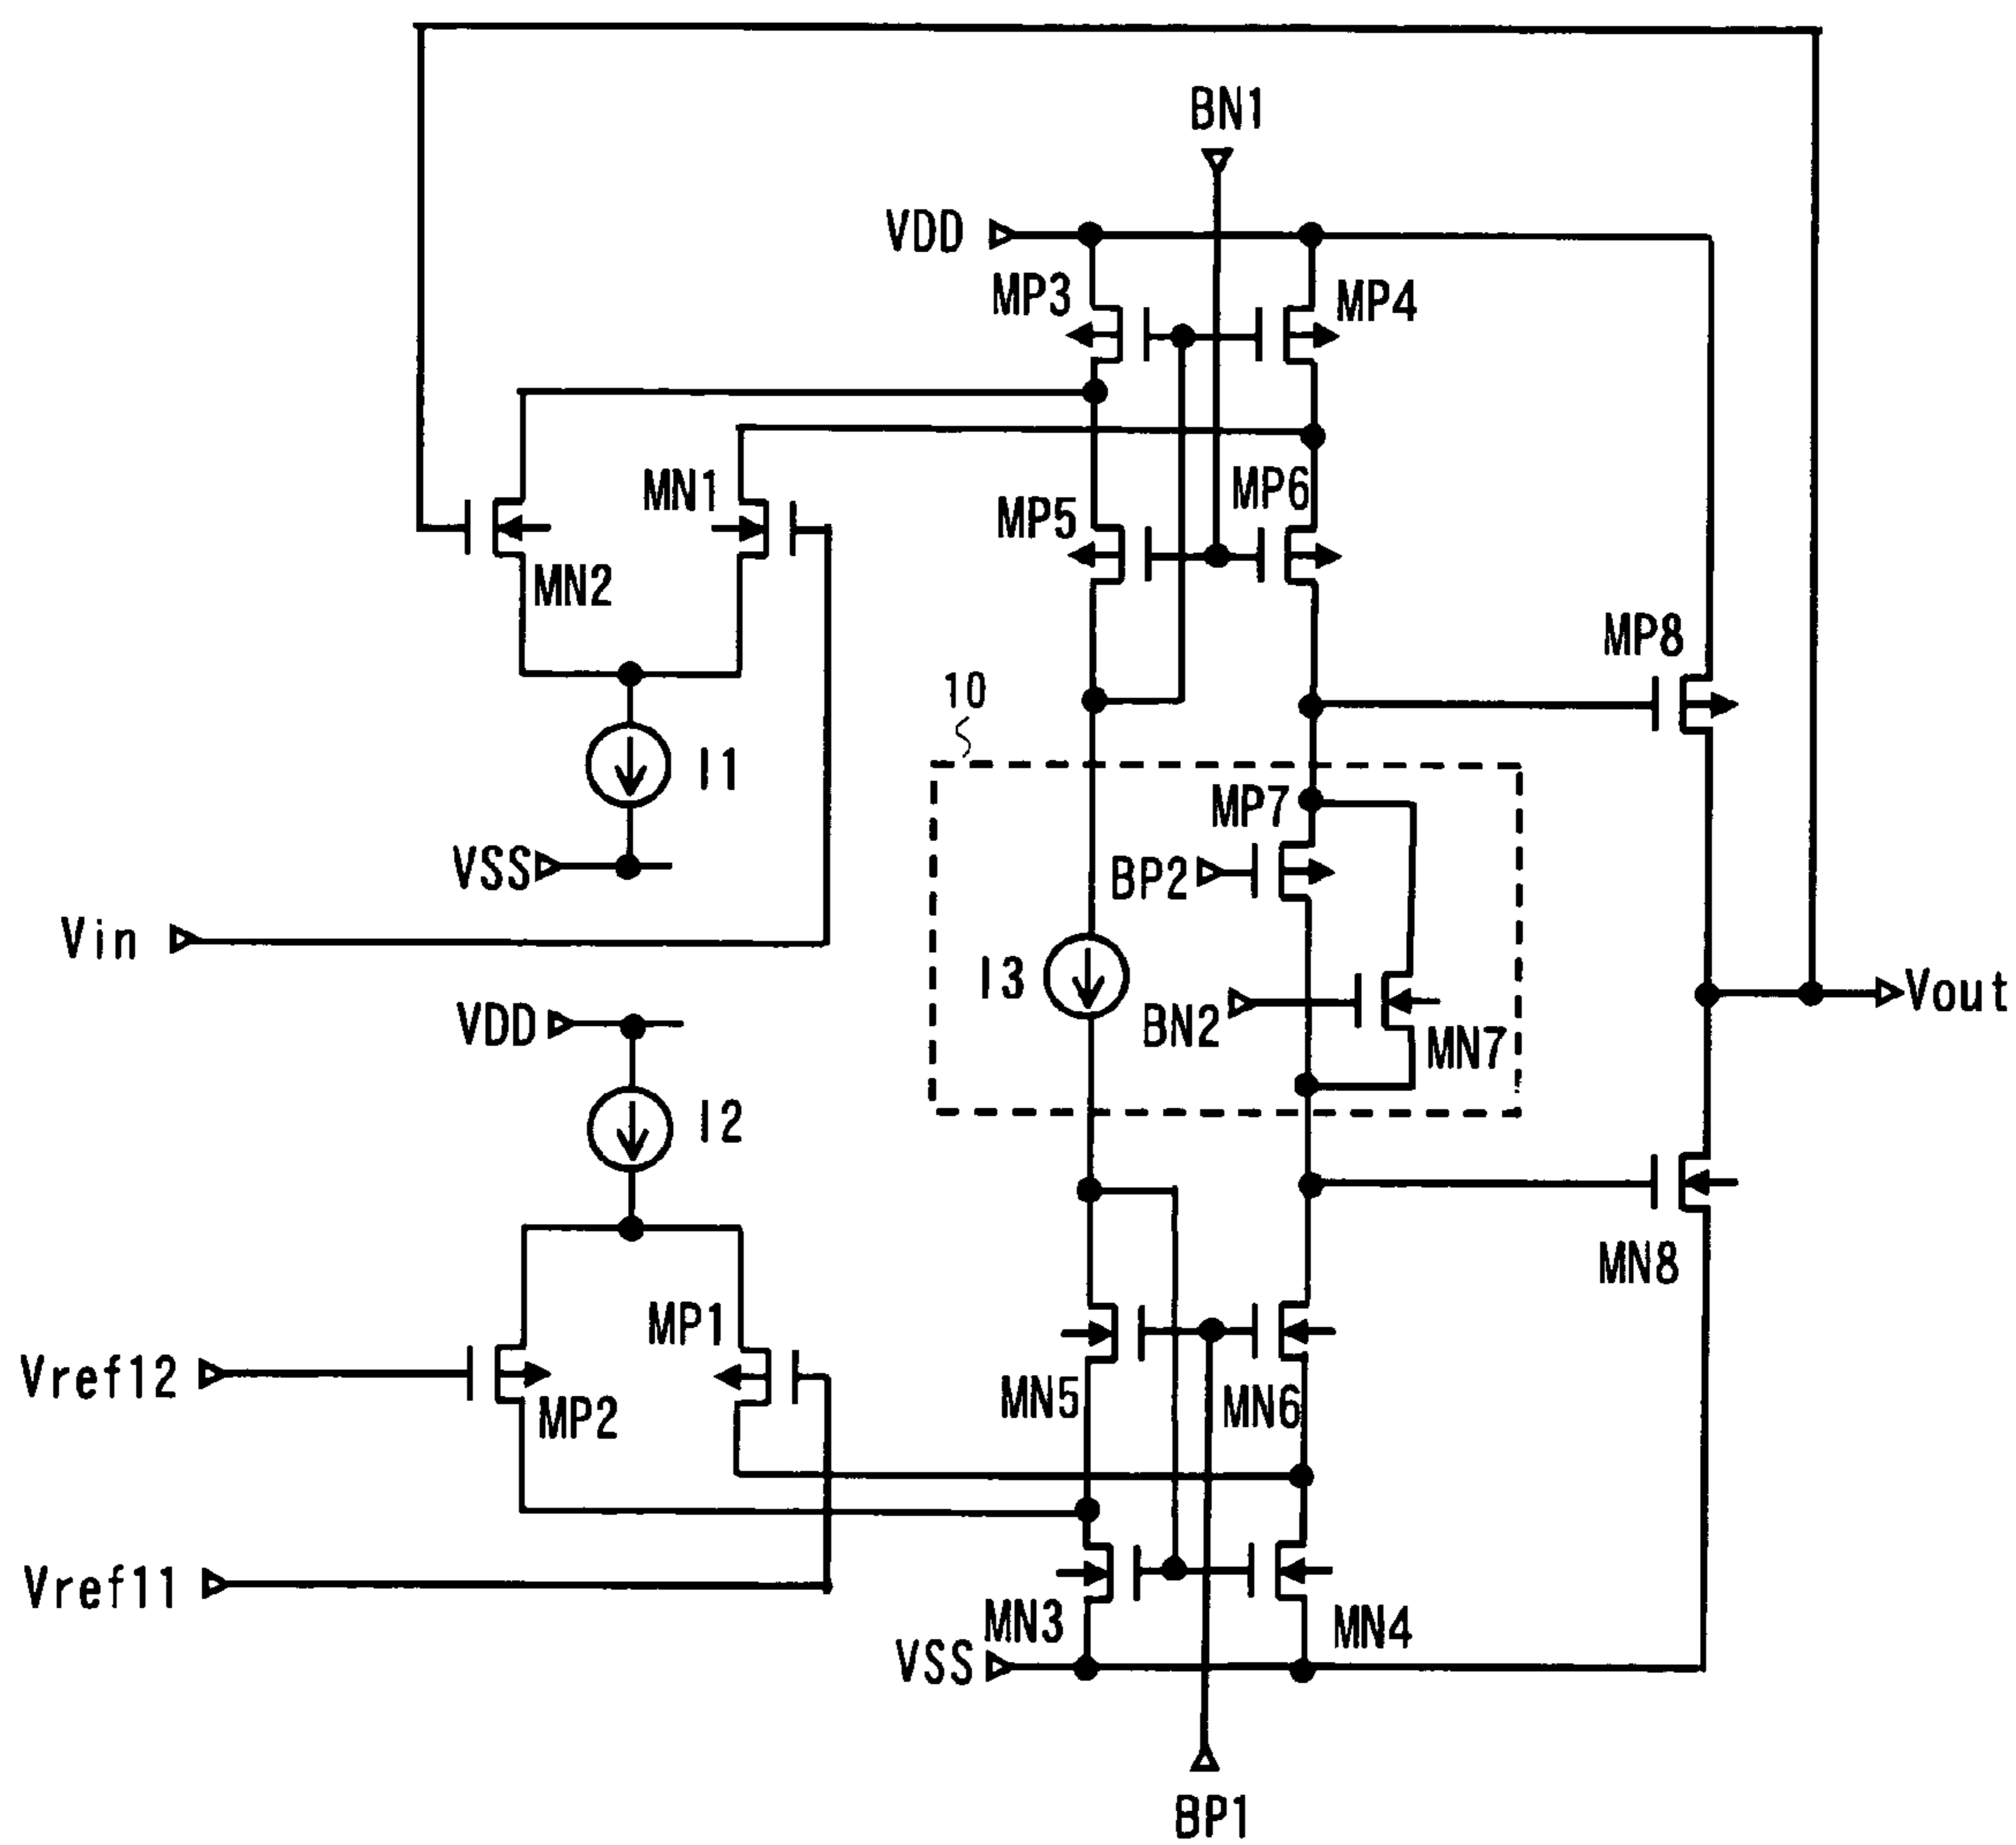 BN1
VDD
MP3
MP4
MN1
MP5
MP6
MN2
MP8
10
I1
MP7
VSS
BP2
Vin
I3
VDD
BN2
MN7
Vout
I2
MN8
MP1
Vref12
MP2
MN5
MN6
Vref11
MN3
MN4
VSS
BP1